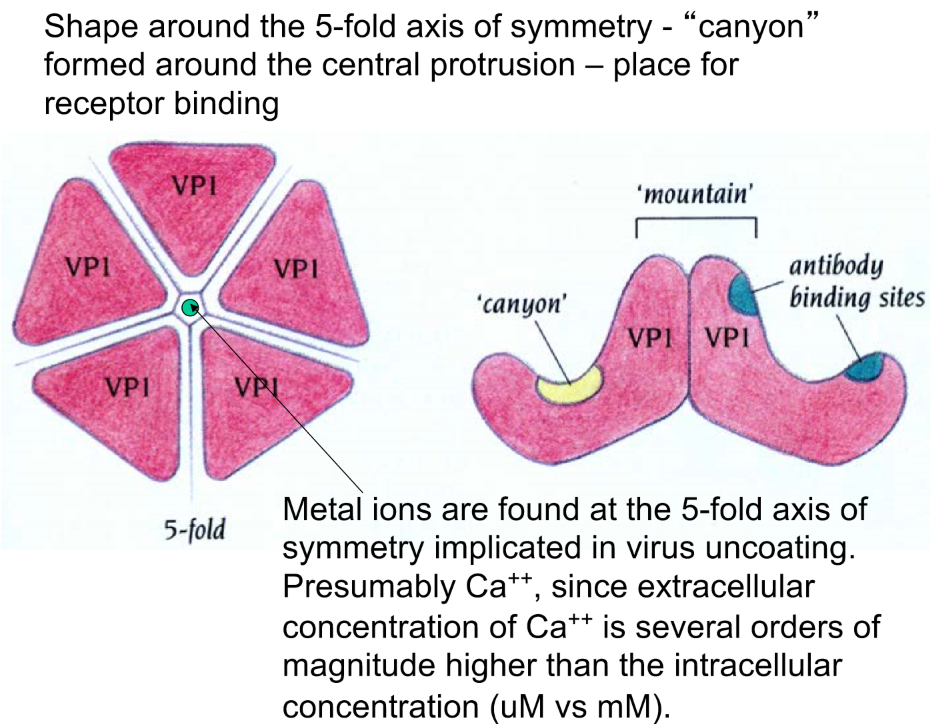 Shape around the 5-fold axis of symmetry - “canyon”
formed around the central protrusion – place for
receptor binding
VP1
VP1
VP1
VP1
VP1
5-fold
'mountain'
'canyon'
antibody
binding sites
VP1
VP1
Metal ions are found at the 5-fold axis of
symmetry implicated in virus uncoating.
Presumably Ca⁺⁺, since extracellular
concentration of Ca⁺⁺ is several orders of
magnitude higher than the intracellular
concentration (uM vs mM).